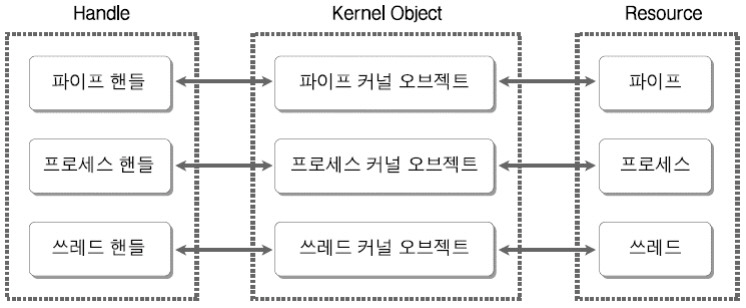 Handle
Kernel Object
Resource
파이프 핸들
파이프 커널 오브젝트
파이프
프로세스 핸들
프로세스 커널 오브젝트
프로세스
쓰레드 핸들
쓰레드 커널 오브젝트
쓰레드